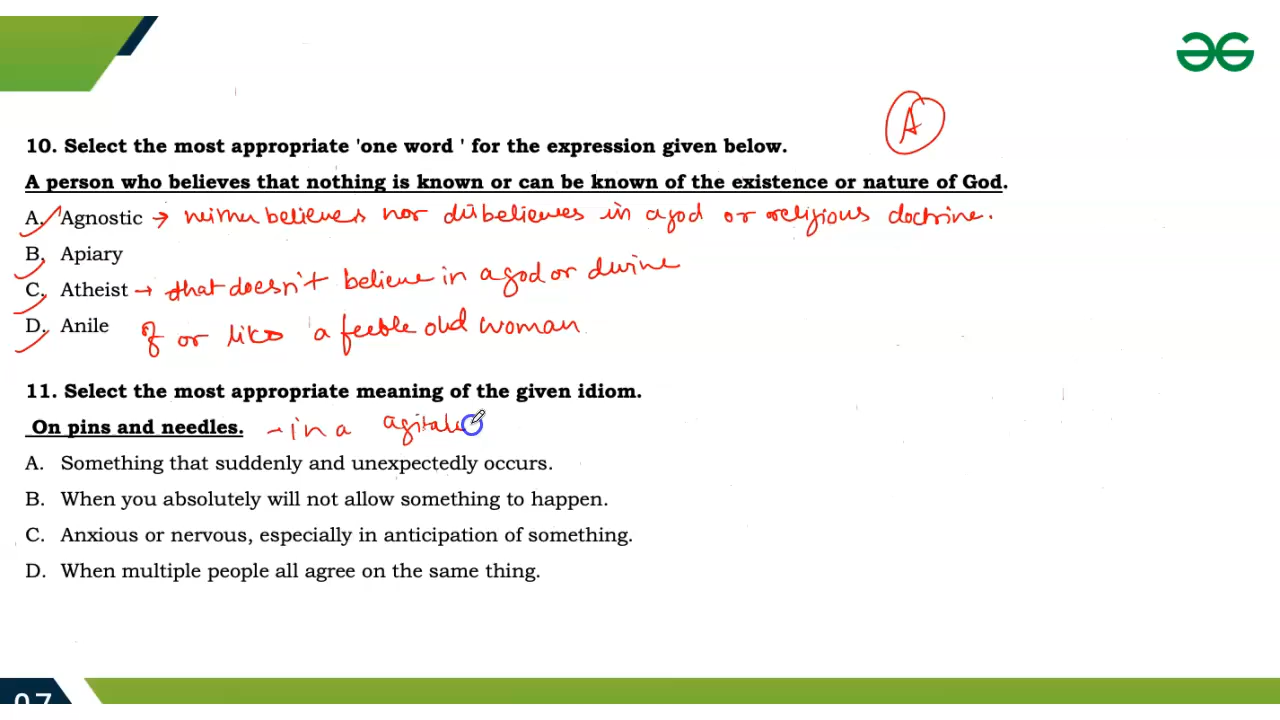 A
10. Select the most appropriate 'one word ' for the expression given below.
A person who believes that nothing is known or can be known of the existence or nature of God.
A. Agnostic → neither believes nor disbelieves in a god or religious doctrine.
B. Apiary
C. Atheist → that doesn't believe in a god or divine
D. Anile of or like a feeble old woman
11. Select the most appropriate meaning of the given idiom.
On pins and needles. - in a
A. Something that suddenly and unexpectedly occurs.
B. When you absolutely will not allow something to happen.
C. Anxious or nervous, especially in anticipation of something.
D. When multiple people all agree on the same thing.